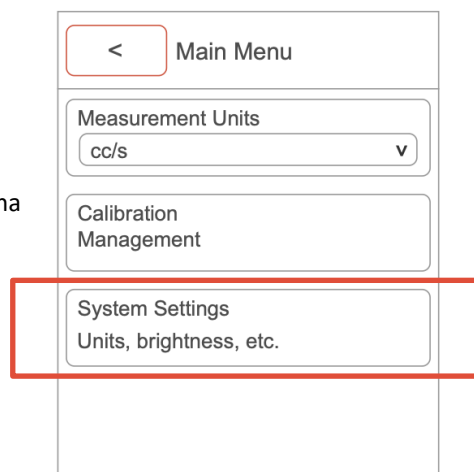 < Main Menu
Measurement Units
cc/s v
Calibration
Management
System Settings
Units, brightness, etc.